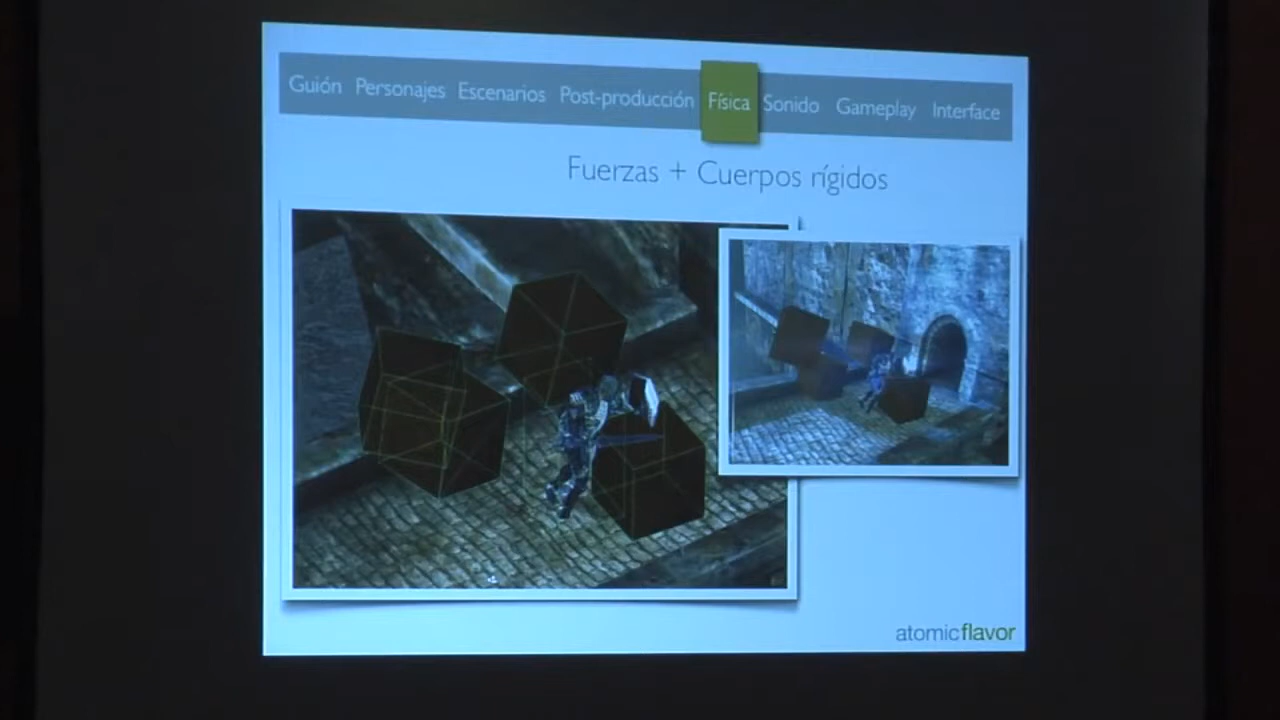 Guión Personajes Escenarios Post-producción Física Sonido Gameplay Interface
Fuerzas + Cuerpos rígidos
atomicflavor